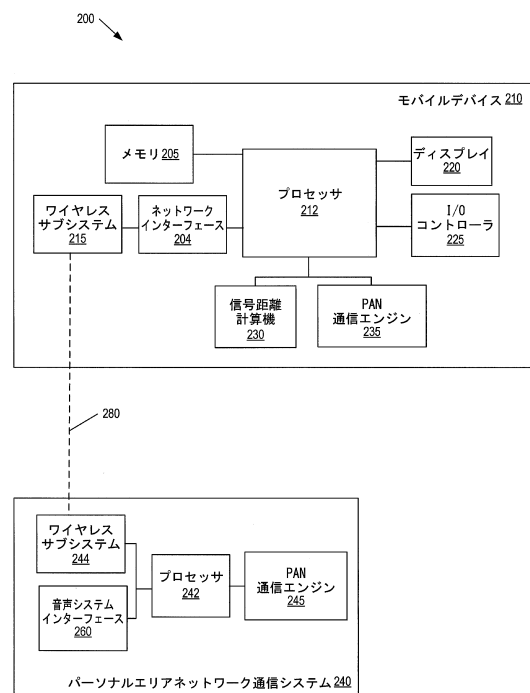 200
モバイルデバイス 210
メモリ 205
プロセッサ
212
ディスプレイ
220
ワイヤレス
サブシステム
215
ネットワーク
インターフェース
204
I/O
コントローラ
225
信号距離
計算機
230
PAN
通信エンジン
235
280
ワイヤレス
サブシステム
244
プロセッサ
242
PAN
通信エンジン
245
音声システム
インターフェース
260
パーソナルエリアネットワーク通信システム 240